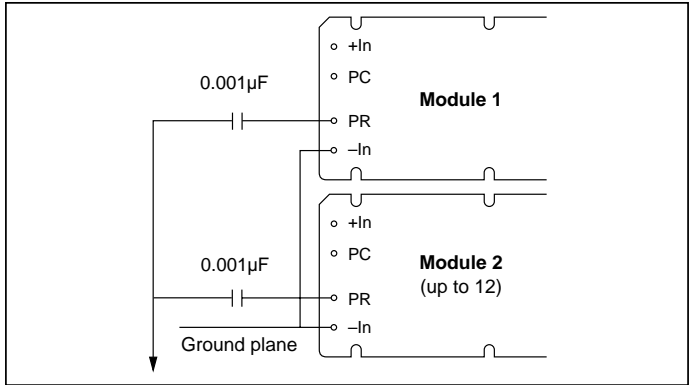 +In
0.001µF
PC
Module 1
PR
–In
+In
0.001µF
PC
Module 2
(up to 12)
PR
–In
Ground plane